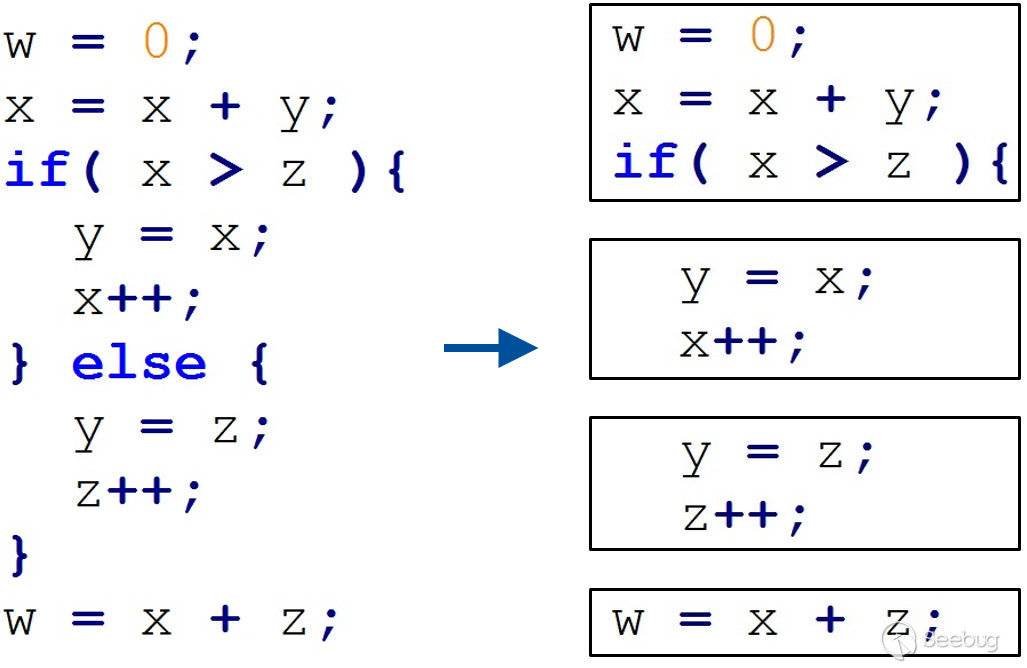 w = 0;
x = x + y;
if( x > z ){
   y = x;
   x++;
} else {
   y = z;
   z++;
}
w = x + z;
w = 0;
x = x + y;
if( x > z ){
   y = x;
   x++;
   y = z;
   z++;
w = x + z;
Seebug